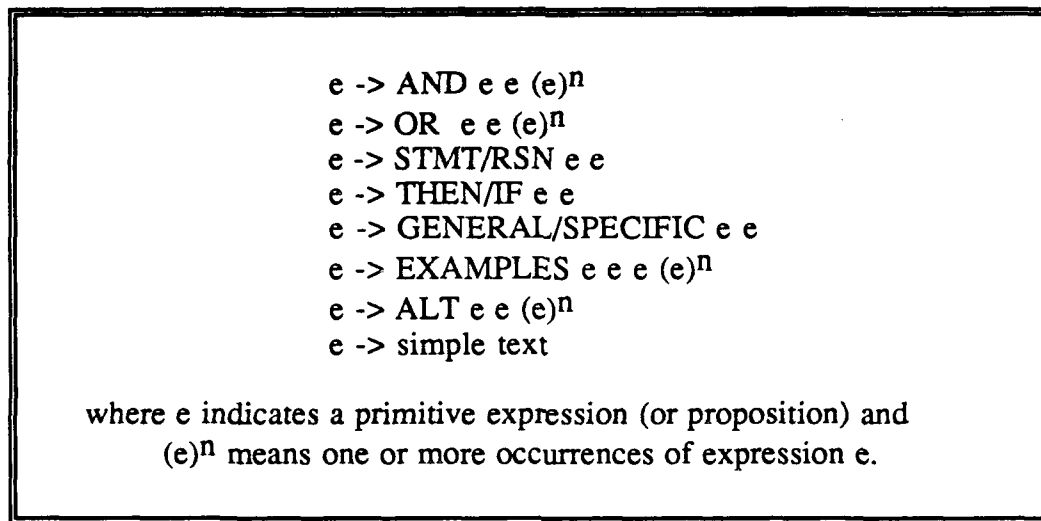 e -> AND e e (e)ⁿ
e -> OR e e (e)ⁿ
e -> STMT/RSN e e
e -> THEN/IF e e
e -> GENERAL/SPECIFIC e e
e -> EXAMPLES e e e (e)ⁿ
e -> ALT e e (e)ⁿ
e -> simple text
where e indicates a primitive expression (or proposition) and
(e)ⁿ means one or more occurrences of expression e.